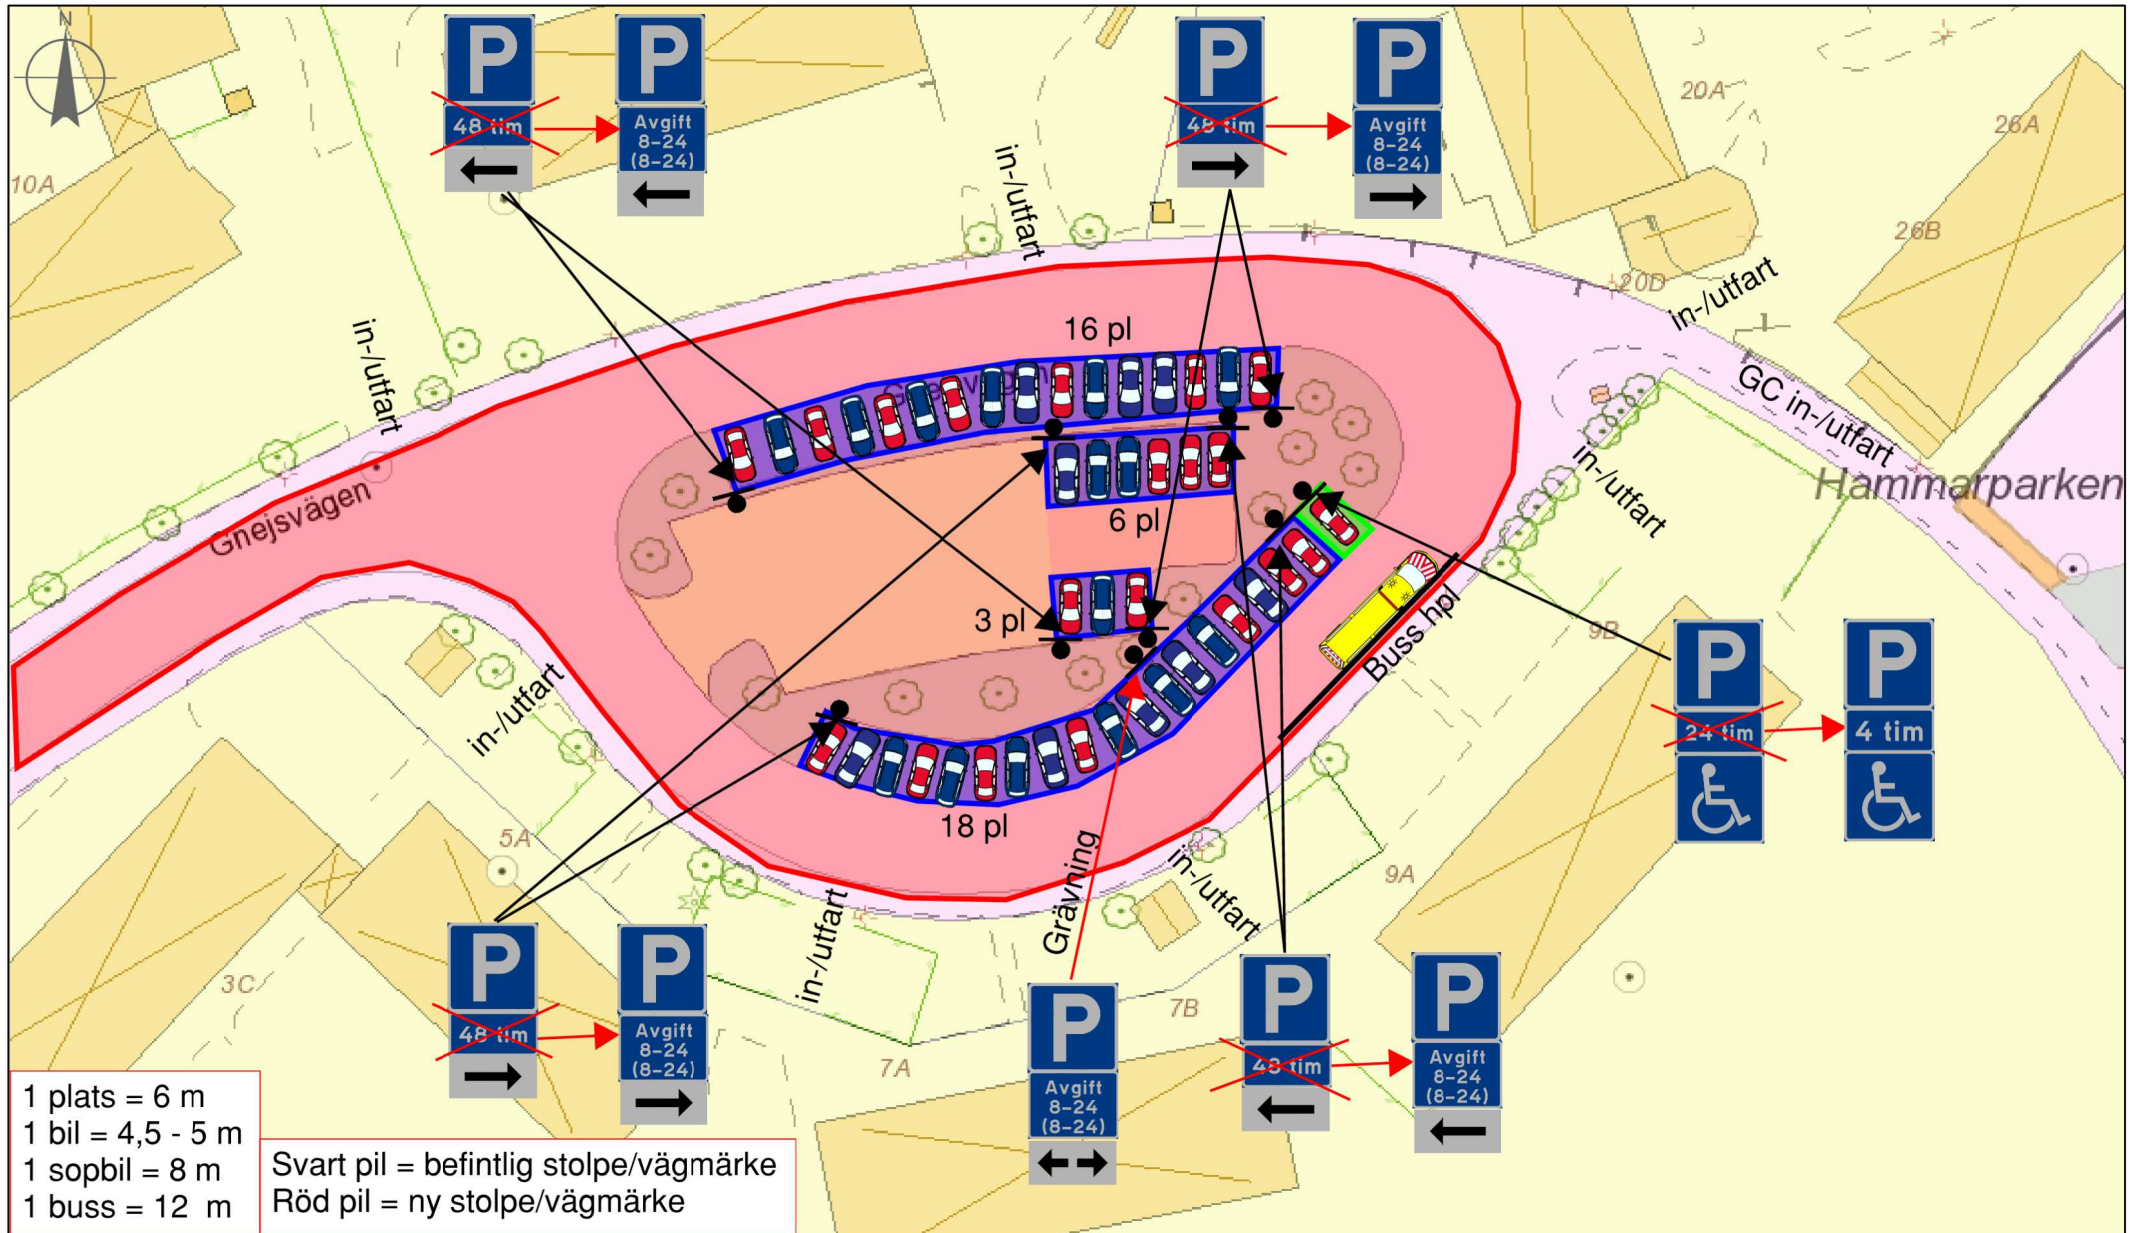 N
P
48 tim
P
Avgift
8-24
(8-24)
P
48 tim
P
Avgift
8-24
(8-24)
10A
20A
26A
26B
20D
in-/utfart
in-/utfart
in-/utfart
GC in-/utfart
in-/utfart
Hammarparken
16 pl
Gnejsvägen
Gnejsvägen
6 pl
3 pl
18 pl
Buss hpl
9B
P
24 tim
P
4 tim
in-/utfart
5A
in-/utfart
Grävning
in-/utfart
9A
3C
7A
7B
P
48 tim
P
Avgift
8-24
(8-24)
P
Avgift
8-24
(8-24)
P
48 tim
P
Avgift
8-24
(8-24)
1 plats = 6 m
1 bil = 4,5 - 5 m
1 sopbil = 8 m
1 buss = 12 m
Svart pil = befintlig stolpe/vägmärke
Röd pil = ny stolpe/vägmärke